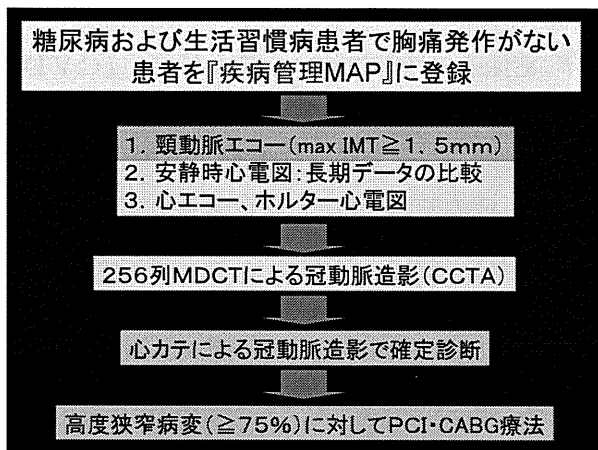 糖尿病および生活習慣病患者で胸痛発作がない
患者を『疾病管理MAP』に登録
1. 頸動脈エコー(max IMT≧1. 5mm)
2. 安静時心電図:長期データの比較
3. 心エコー、ホルター心電図
256列MDCTによる冠動脈造影(CCTA)
心カテによる冠動脈造影で確定診断
高度狭窄病変(≧75%)に対してPCI・CABG療法